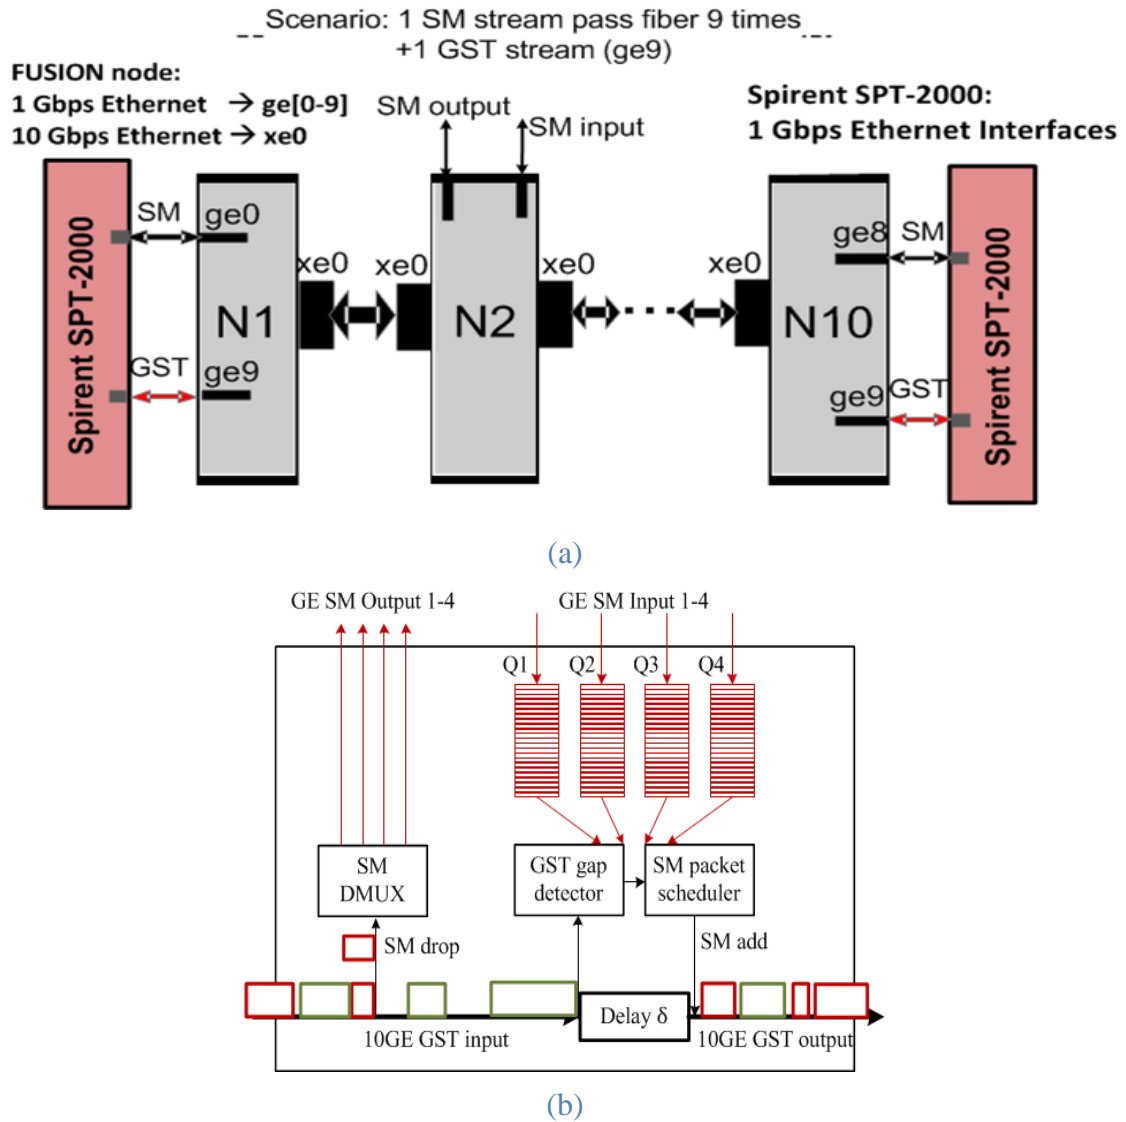 Scenario: 1 SM stream pass fiber 9 times
+1 GST stream (ge9)
FUSION node:
1 Gbps Ethernet → ge[0-9]
10 Gbps Ethernet → xe0
SM output
SM input
Spirent SPT-2000:
1 Gbps Ethernet Interfaces
Spirent SPT-2000
SM
GST
ge0
ge9
N1
xe0
xe0
N2
xe0
xe0
N10
ge8
ge9
SM
GST
Spirent SPT-2000
(a)
GE SM Output 1-4
GE SM Input 1-4
Q1
Q2
Q3
Q4
SM
DMUX
GST gap
detector
SM packet
scheduler
SM drop
SM add
Delay δ
10GE GST input
10GE GST output
(b)